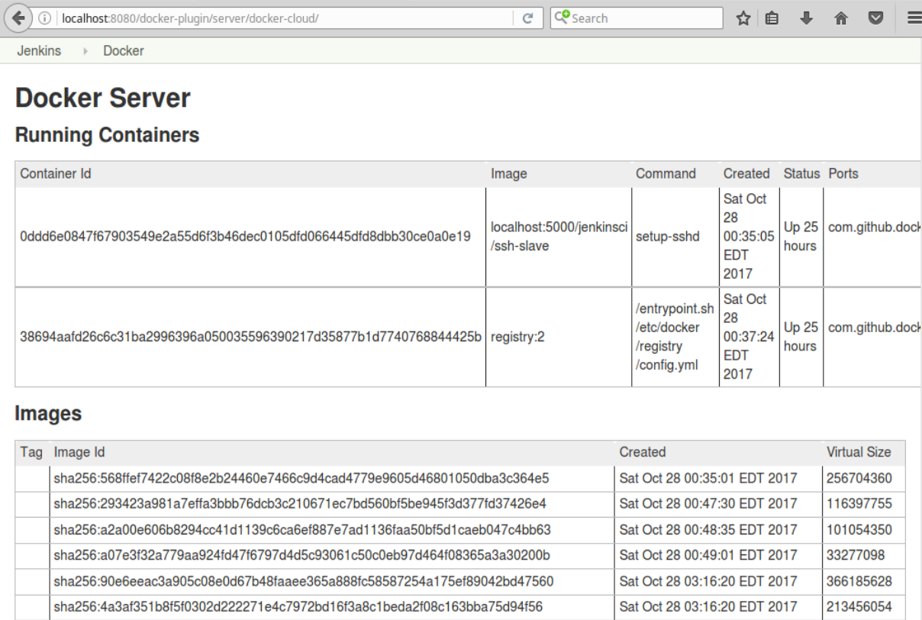 localhost:8080/docker-plugin/server/docker-cloud/
Search
Jenkins
Docker
Docker Server
Running Containers
Container Id Image Command Created Status Ports
0ddd6e0847f67903549e2a55d6f3b46dec0105dfd066445dfd8dbb30ce0a0e19
localhost:5000/jenkinsci
/ssh-slave
setup-sshd
Sat Oct
28
00:35:05
EDT
2017
Up 25
hours
com.github.dock
38694aafd26c6c31ba2996396a050035596390217d35877b1d7740768844425b
registry:2
/entrypoint.sh
/etc/docker
/registry
/config.yml
Sat Oct
28
00:37:24
EDT
2017
Up 25
hours
com.github.dock
Images
Tag Image Id Created Virtual Size
sha256:568ffef7422c08f8e2b24460e7466c9d4cad4779e9605d46801050dba3c364e5 Sat Oct 28 00:35:01 EDT 2017 256704360
sha256:293423a981a7effa3bbb76dcb3c210671ec7bd560bf5be945f3d377fd37426e4 Sat Oct 28 00:47:30 EDT 2017 116397755
sha256:a2a00e606b8294cc41d1139c6ca6ef887e7ad1136faa50bf5d1caeb047c4bb63 Sat Oct 28 00:48:35 EDT 2017 101054350
sha256:a07e3f32a779aa924fd47f6797d4d5c93061c50c0eb97d464f08365a3a30200b Sat Oct 28 00:49:01 EDT 2017 33277098
sha256:90e6eeac3a905c08e0d67b48faaee365a888fc58587254a175ef89042bd47560 Sat Oct 28 03:16:20 EDT 2017 366185628
sha256:4a3af351b8f5f0302d222271e4c7972bd16f3a8c1beda2f08c163bba75d94f56 Sat Oct 28 03:16:20 EDT 2017 213456054